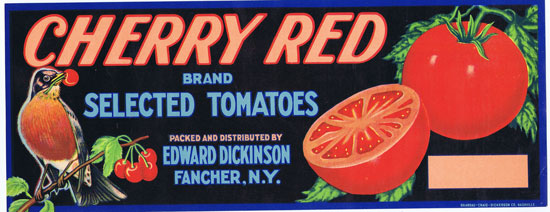 CHERRY RED
BRAND
SELECTED TOMATOES
PACKED AND DISTRIBUTED BY
EDWARD DICKINSON
FANCHER, N.Y.